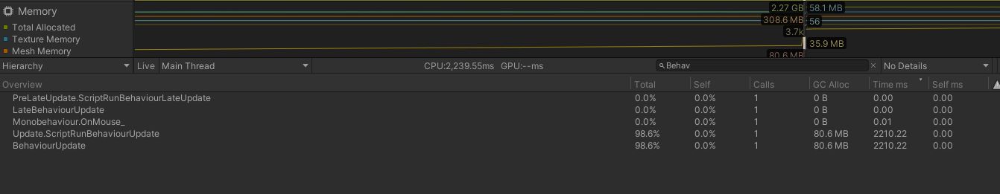 Memory
Total Allocated
Texture Memory
Mesh Memory
2.27 GB 58.1 MB
308.6 MB 56
3.7k
35.9 MB
80.6 MB
Hierarchy Live Main Thread CPU:2,239.55ms GPU:--ms Behav No Details
Overview Total Self Calls GC Alloc Time ms Self ms
PreLateUpdate.ScriptRunBehaviourLateUpdate 0.0% 0.0% 1 0 B 0.00 0.00
LateBehaviourUpdate 0.0% 0.0% 1 0 B 0.00 0.00
Monobehaviour.OnMouse_ 0.0% 0.0% 1 0 B 0.01 0.00
Update.ScriptRunBehaviourUpdate 98.6% 0.0% 1 80.6 MB 2210.22 0.00
BehaviourUpdate 98.6% 0.0% 1 80.6 MB 2210.22 0.00